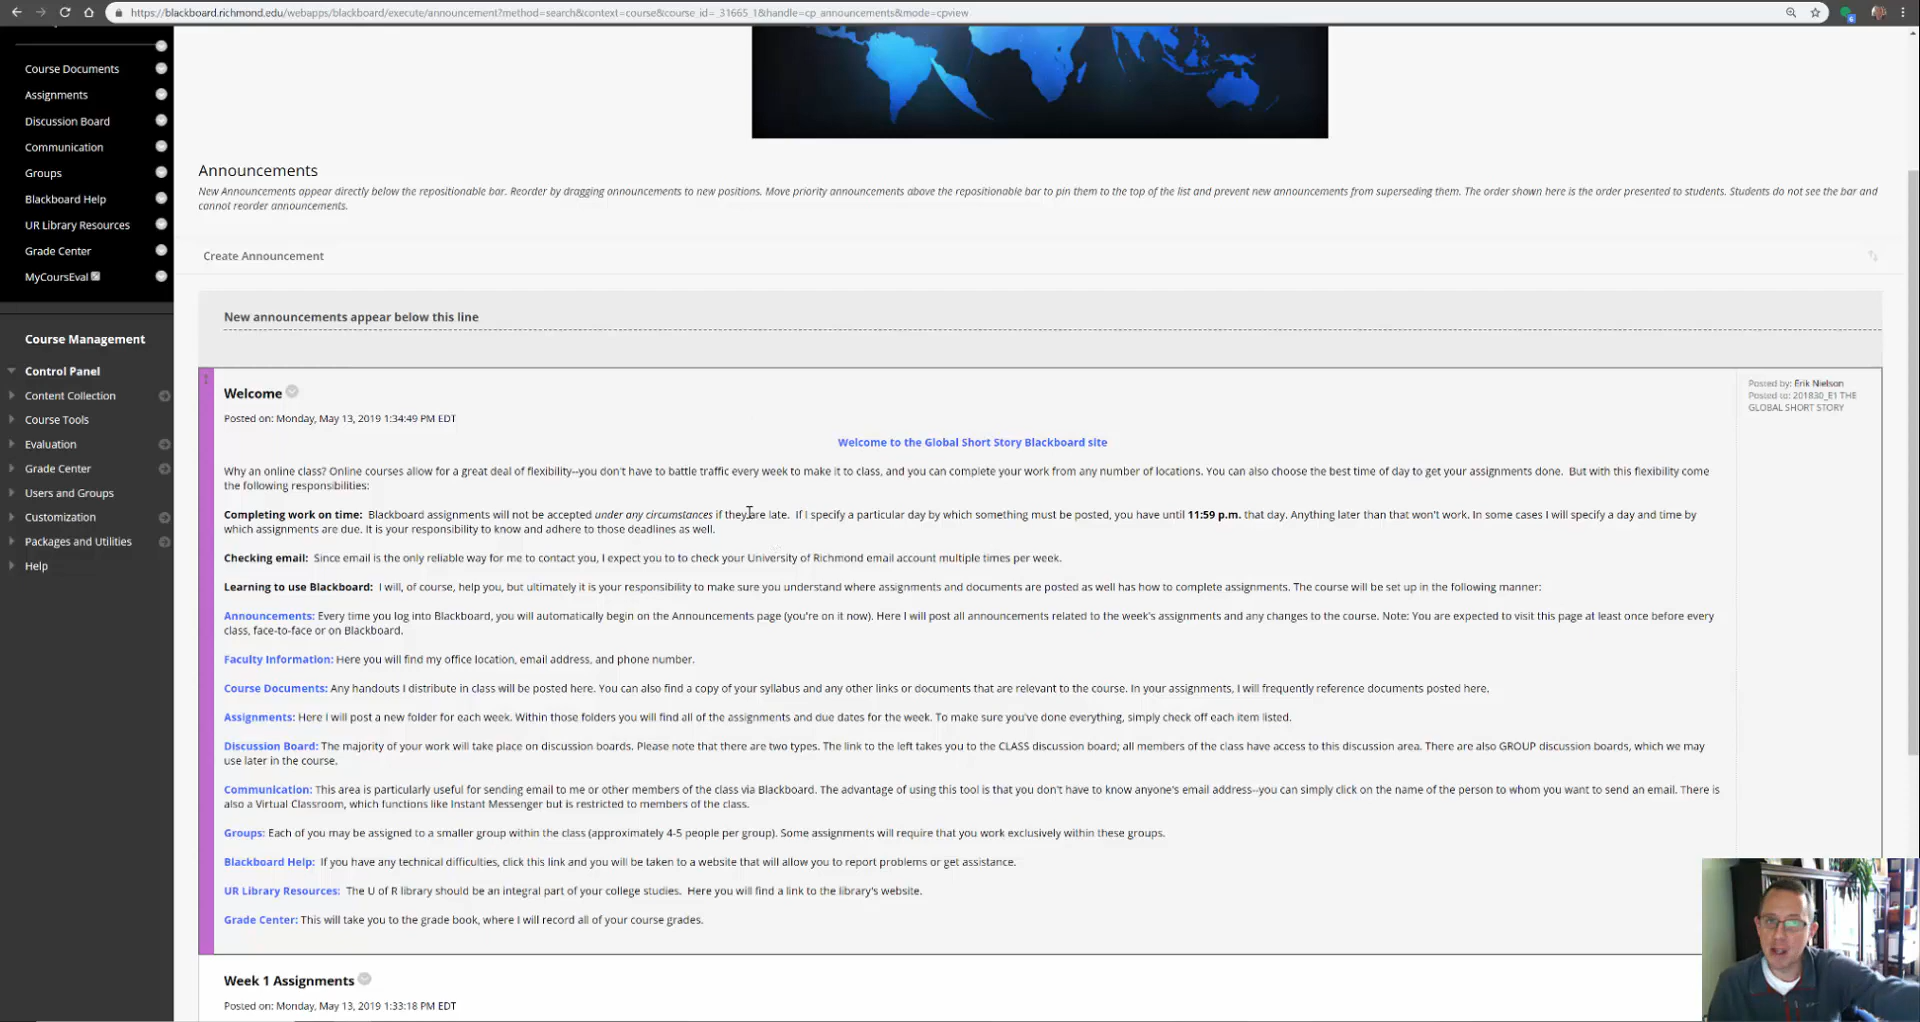 https://blackboard.richmond.edu/webapps/blackboard/execute/announcement?method=search&context=course&course_id=_31665_1&handle=cp_announcements&mode=cpview
Course Documents
Assignments
Discussion Board
Communication
Groups
Blackboard Help
UR Library Resources
Grade Center
MyCoursEval
Course Management
Control Panel
Content Collection
Course Tools
Evaluation
Grade Center
Users and Groups
Customization
Packages and Utilities
Help
Announcements
New Announcements appear directly below the repositionable bar. Reorder by dragging announcements to new positions. Move priority announcements above the repositionable bar to pin them to the top of the list and prevent new announcements from superseding them. The order shown here is the order presented to students. Students do not see the bar and
cannot reorder announcements.
Create Announcement
New announcements appear below this line
Welcome
Posted on: Monday, May 13, 2019 1:34:49 PM EDT
Posted by: Erik Nielson
Posted to: 201830_E1 THE
GLOBAL SHORT STORY
Welcome to the Global Short Story Blackboard site
Why an online class? Online courses allow for a great deal of flexibility--you don't have to battle traffic every week to make it to class, and you can complete your work from any number of locations. You can also choose the best time of day to get your assignments done. But with this flexibility come
the following responsibilities:
Completing work on time: Blackboard assignments will not be accepted under any circumstances if they are late. If I specify a particular day by which something must be posted, you have until 11:59 p.m. that day. Anything later than that won't work. In some cases I will specify a day and time by
which assignments are due. It is your responsibility to know and adhere to those deadlines as well.
Checking email: Since email is the only reliable way for me to contact you, I expect you to to check your University of Richmond email account multiple times per week.
Learning to use Blackboard: I will, of course, help you, but ultimately it is your responsibility to make sure you understand where assignments and documents are posted as well has how to complete assignments. The course will be set up in the following manner:
Announcements: Every time you log into Blackboard, you will automatically begin on the Announcements page (you're on it now). Here I will post all announcements related to the week's assignments and any changes to the course. Note: You are expected to visit this page at least once before every
class, face-to-face or on Blackboard.
Faculty Information: Here you will find my office location, email address, and phone number.
Course Documents: Any handouts I distribute in class will be posted here. You can also find a copy of your syllabus and any other links or documents that are relevant to the course. In your assignments, I will frequently reference documents posted here.
Assignments: Here I will post a new folder for each week. Within those folders you will find all of the assignments and due dates for the week. To make sure you've done everything, simply check off each item listed.
Discussion Board: The majority of your work will take place on discussion boards. Please note that there are two types. The link to the left takes you to the CLASS discussion board; all members of the class have access to this discussion area. There are also GROUP discussion boards, which we may
use later in the course.
Communication: This area is particularly useful for sending email to me or other members of the class via Blackboard. The advantage of using this tool is that you don't have to know anyone's email address--you can simply click on the name of the person to whom you want to send an email. There is
also a Virtual Classroom, which functions like Instant Messenger but is restricted to members of the class.
Groups: Each of you may be assigned to a smaller group within the class (approximately 4-5 people per group). Some assignments will require that you work exclusively within these groups.
Blackboard Help: If you have any technical difficulties, click this link and you will be taken to a website that will allow you to report problems or get assistance.
UR Library Resources: The U of R library should be an integral part of your college studies. Here you will find a link to the library's website.
Grade Center: This will take you to the grade book, where I will record all of your course grades.
Week 1 Assignments
Posted on: Monday, May 13, 2019 1:33:18 PM EDT